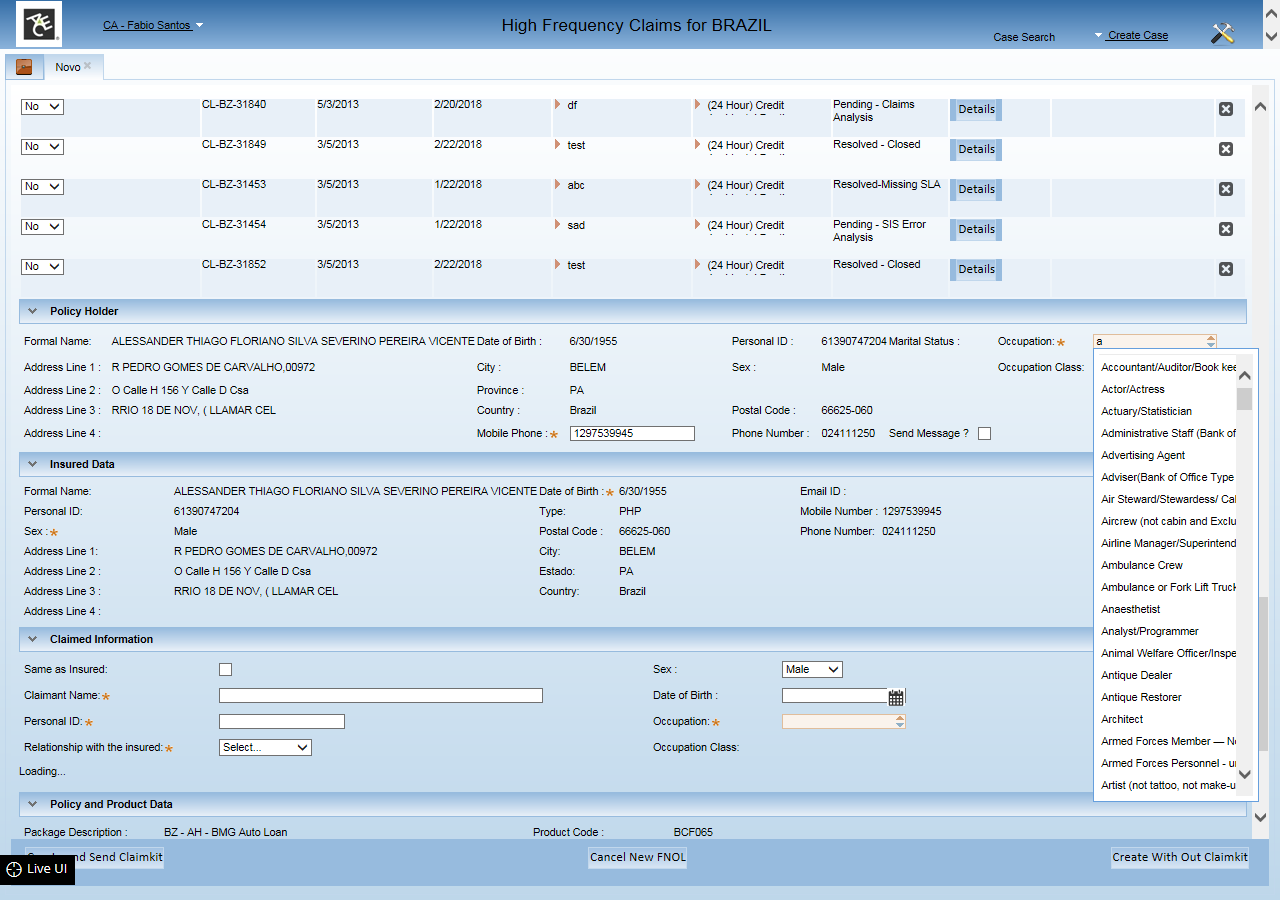 ACE
CA - Fabio Santos
High Frequency Claims for BRAZIL
Case Search
Create Case
Novo
No CL-BZ-31840 5/3/2013 2/20/2018 df (24 Hour) Credit Pending - Claims Analysis Details
No CL-BZ-31849 3/5/2013 2/22/2018 test (24 Hour) Credit Resolved - Closed Details
No CL-BZ-31453 3/5/2013 1/22/2018 abc (24 Hour) Credit Resolved-Missing SLA Details
No CL-BZ-31454 3/5/2013 1/22/2018 sad (24 Hour) Credit Pending - SIS Error Analysis Details
No CL-BZ-31852 3/5/2013 2/22/2018 test (24 Hour) Credit Resolved - Closed Details
Policy Holder
Formal Name: ALESSANDER THIAGO FLORIANO SILVA SEVERINO PEREIRA VICENTE Date of Birth : 6/30/1955 Personal ID : 61390747204 Marital Status : Occupation: * a
Address Line 1 : R PEDRO GOMES DE CARVALHO,00972 City : BELEM Sex : Male Occupation Class:
Address Line 2 : O Calle H 156 Y Calle D Csa Province : PA
Address Line 3 : RRIO 18 DE NOV, ( LLAMAR CEL Country : Brazil Postal Code : 66625-060
Address Line 4 : Mobile Phone : * 1297539945 Phone Number : 024111250 Send Message ?
Accountant/Auditor/Book kee
Actor/Actress
Actuary/Statistician
Administrative Staff (Bank of
Advertising Agent
Adviser(Bank of Office Type
Air Steward/Stewardess/ Cal
Aircrew (not cabin and Exclu
Airline Manager/Superintend
Ambulance Crew
Ambulance or Fork Lift Truck
Anaesthetist
Analyst/Programmer
Animal Welfare Officer/Inspe
Antique Dealer
Antique Restorer
Architect
Armed Forces Member — No
Armed Forces Personnel - u
Artist (not tattoo, not make-u
Insured Data
Formal Name: ALESSANDER THIAGO FLORIANO SILVA SEVERINO PEREIRA VICENTE Date of Birth : * 6/30/1955 Email ID :
Personal ID: 61390747204 Type: PHP Mobile Number : 1297539945
Sex : * Male Postal Code : 66625-060 Phone Number: 024111250
Address Line 1: R PEDRO GOMES DE CARVALHO,00972 City: BELEM
Address Line 2 : O Calle H 156 Y Calle D Csa Estado: PA
Address Line 3 : RRIO 18 DE NOV, ( LLAMAR CEL Country: Brazil
Address Line 4 :
Claimed Information
Same as Insured: Sex : Male
Claimant Name: * Date of Birth :
Personal ID: * Occupation: *
Relationship with the insured: * Select... Occupation Class:
Loading...
Policy and Product Data
Package Description : BZ - AH - BMG Auto Loan Product Code : BCF065
nd Send Claimkit
Cancel New FNOL
Create With Out Claimkit
Live UI